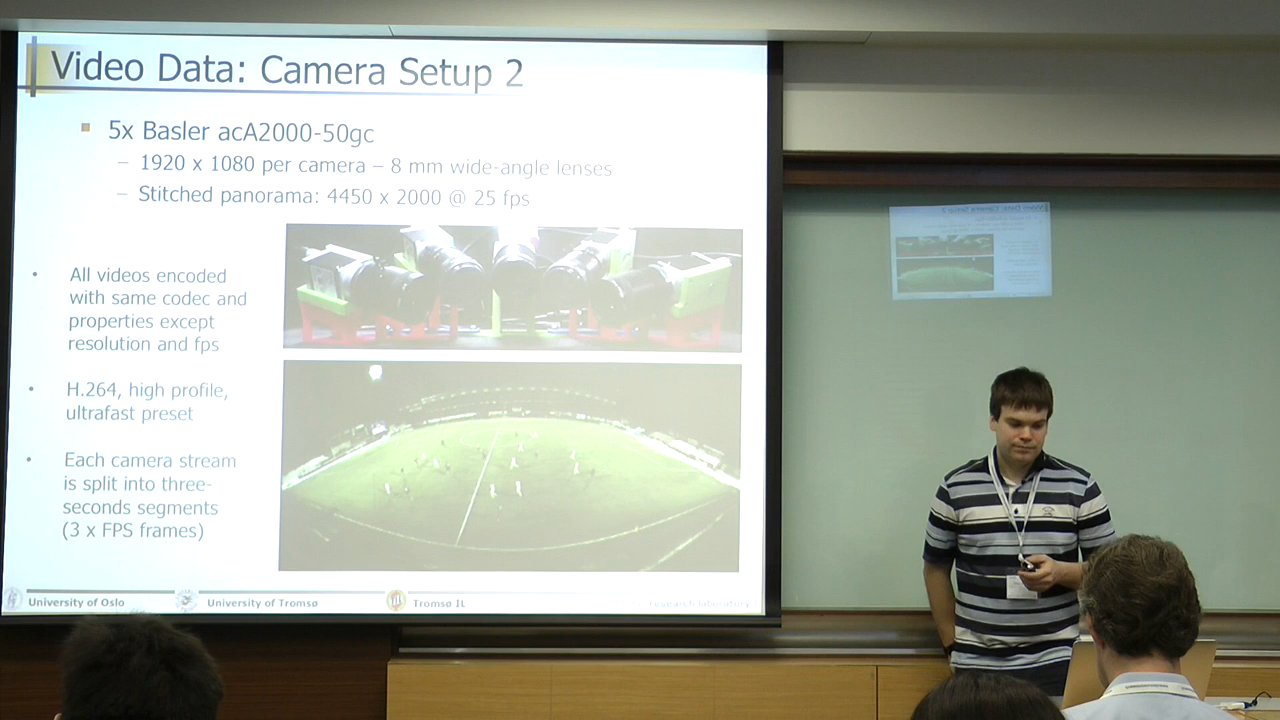 Video Data: Camera Setup 2
5x Basler acA2000-50gc
– 1920 x 1080 per camera – 8 mm wide-angle lenses
– Stitched panorama: 4450 x 2000 @ 25 fps
• All videos encoded
with same codec and
properties except
resolution and fps
• H.264, high profile,
ultrafast preset
• Each camera stream
is split into three-
seconds segments
(3 x FPS frames)
University of Oslo
University of Tromsø
Tromsø IL
research laboratory